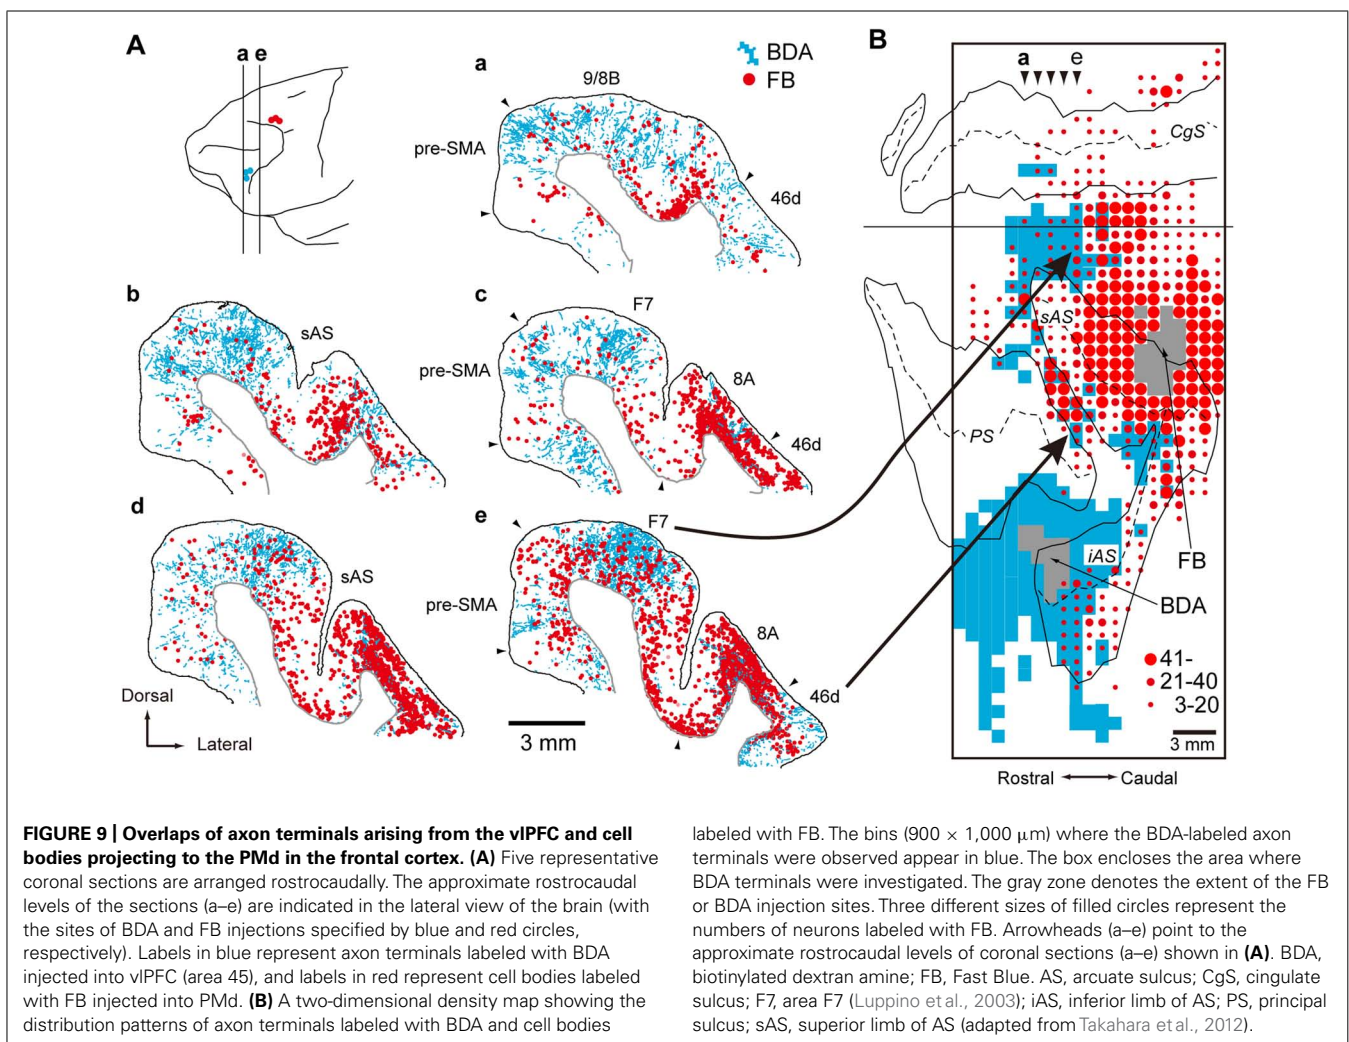 A
a e
a
BDA
FB
9/8B
pre-SMA
46d
b
sAS
c
F7
pre-SMA
8A
46d
d
sAS
Dorsal
Lateral
e
F7
pre-SMA
8A
46d
3 mm
B
a e
CgS
sAS
PS
iAS
FB
BDA
41-
21-40
3-20
3 mm
Rostral Caudal
FIGURE 9 | Overlaps of axon terminals arising from the vlPFC and cell
bodies projecting to the PMd in the frontal cortex. (A) Five representative
coronal sections are arranged rostrocaudally. The approximate rostrocaudal
levels of the sections (a–e) are indicated in the lateral view of the brain (with
the sites of BDA and FB injections specified by blue and red circles,
respectively). Labels in blue represent axon terminals labeled with BDA
injected into vlPFC (area 45), and labels in red represent cell bodies labeled
with FB injected into PMd. (B) A two-dimensional density map showing the
distribution patterns of axon terminals labeled with BDA and cell bodies
labeled with FB. The bins (900 × 1,000 μm) where the BDA-labeled axon
terminals were observed appear in blue. The box encloses the area where
BDA terminals were investigated. The gray zone denotes the extent of the FB
or BDA injection sites. Three different sizes of filled circles represent the
numbers of neurons labeled with FB. Arrowheads (a–e) point to the
approximate rostrocaudal levels of coronal sections (a–e) shown in (A). BDA,
biotinylated dextran amine; FB, Fast Blue. AS, arcuate sulcus; CgS, cingulate
sulcus; F7, area F7 (Luppino et al., 2003); iAS, inferior limb of AS; PS, principal
sulcus; sAS, superior limb of AS (adapted from Takahara et al., 2012).